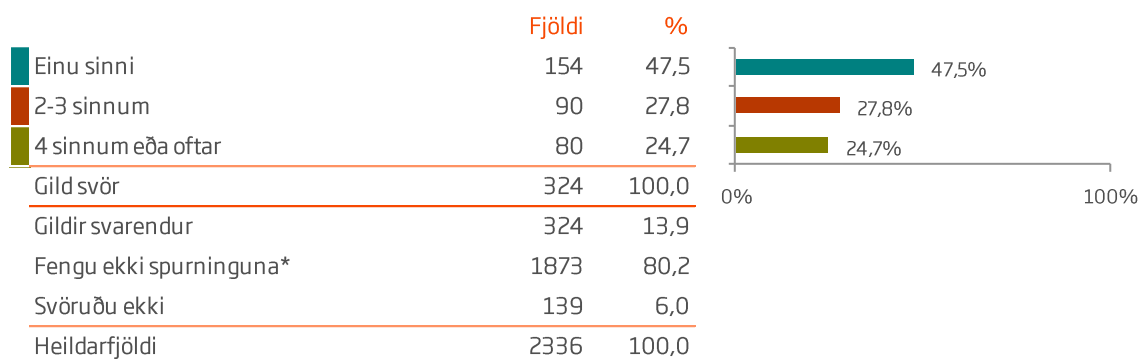 Fjöldi %
Einu sinni 154 47,5 47,5%
2-3 sinnum 90 27,8 27,8%
4 sinnum eða oftar 80 24,7 24,7%
Gild svör 324 100,0 0% 100%
Gildir svarendur 324 13,9
Fengu ekki spurninguna* 1873 80,2
Svöruðu ekki 139 6,0
Heildarfjöldi 2336 100,0